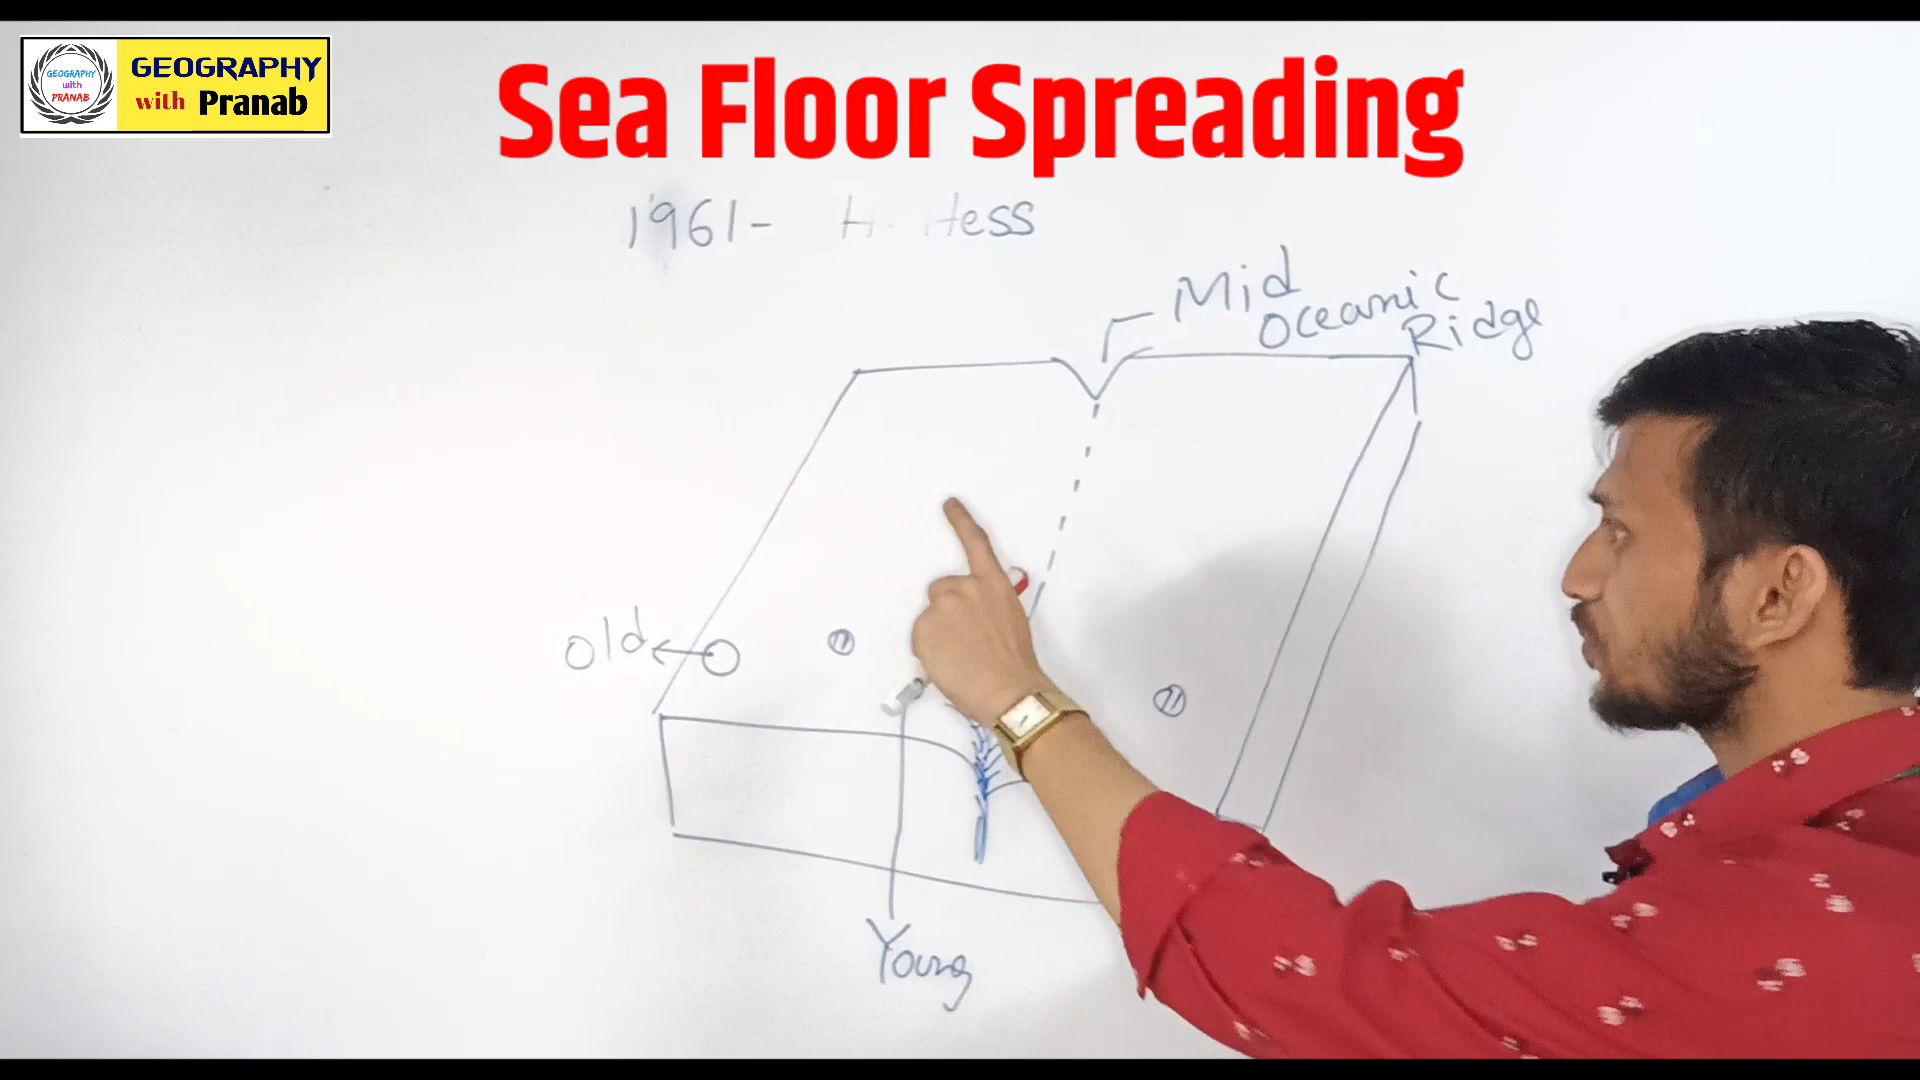 GEOGRAPHY
with
PRANAB
GEOGRAPHY
with Pranab
Sea Floor Spreading
1961- H. Hess
Mid
Oceanic
Ridge
Old
Young